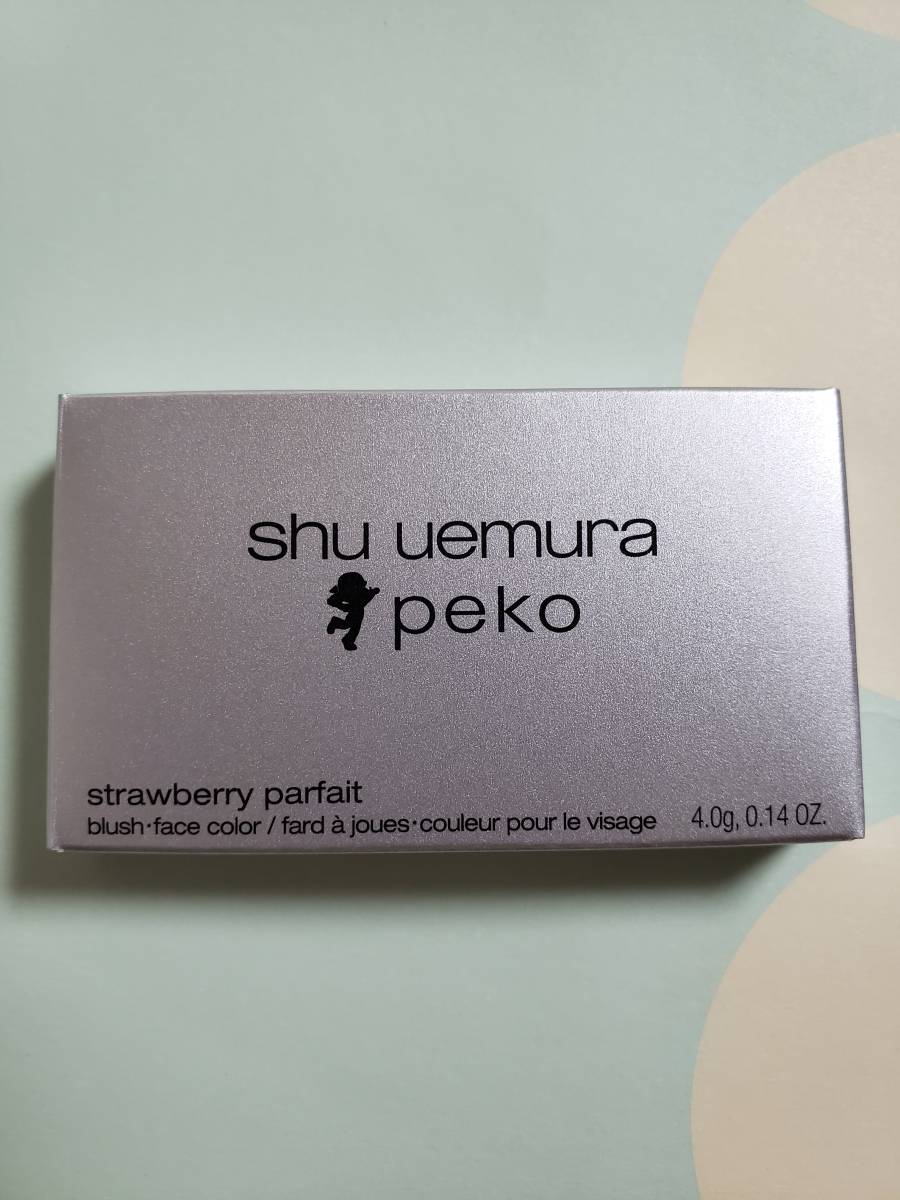 shu uemura
peko
strawberry parfait
blush·face color / fard à joues·couleur pour le visage 4.0g, 0.14 OZ.